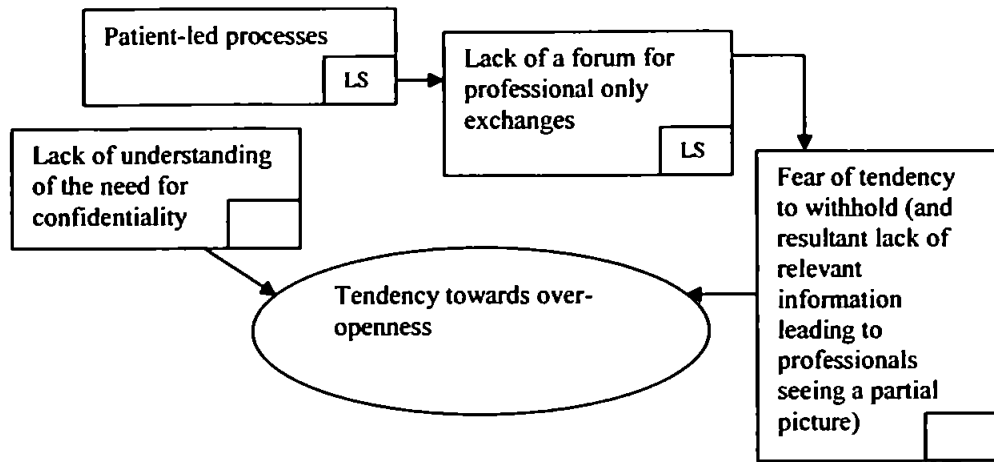 Patient-led processes
LS
Lack of a forum for
professional only
exchanges
LS
Lack of understanding
of the need for
confidentiality
Fear of tendency
to withhold (and
resultant lack of
relevant
information
leading to
professionals
seeing a partial
picture)
Tendency towards over-
openness